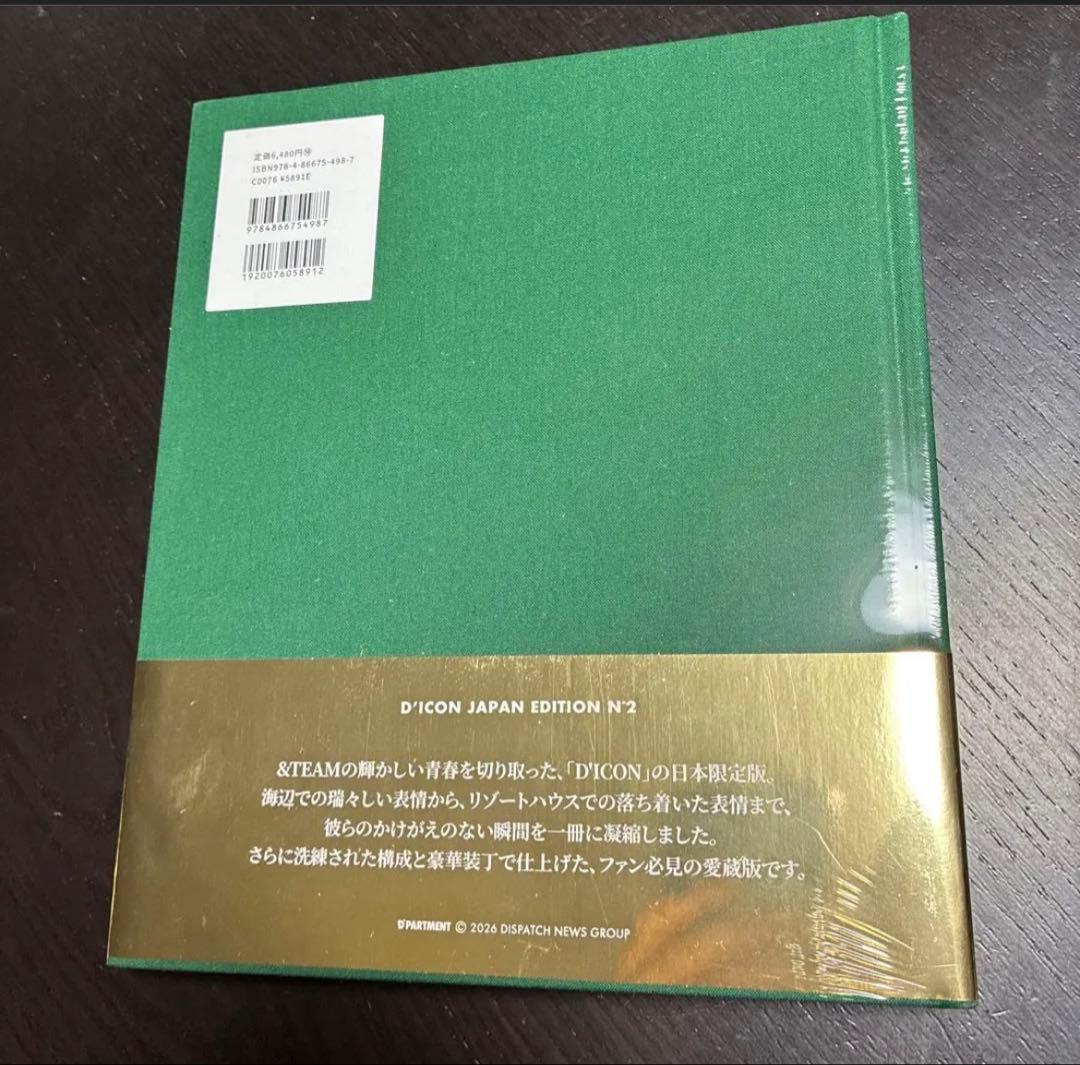 定価6,480円⑩
ISBN978-4-86675-498-7
C0076 ¥5891E
9784866754987
1920076058912
D'ICON JAPAN EDITION N°2
&TEAMの輝かしい青春を切り取った、「D'ICON」の日本限定版。
海辺での瑞々しい表情から、リゾートハウスでの落ち着いた表情まで、
彼らのかけがえのない瞬間を一冊に凝縮しました。
さらに洗練された構成と豪華装丁で仕上げた、ファン必見の愛蔵版です。
D'PARTMENT © 2026 DISPATCH NEWS GROUP